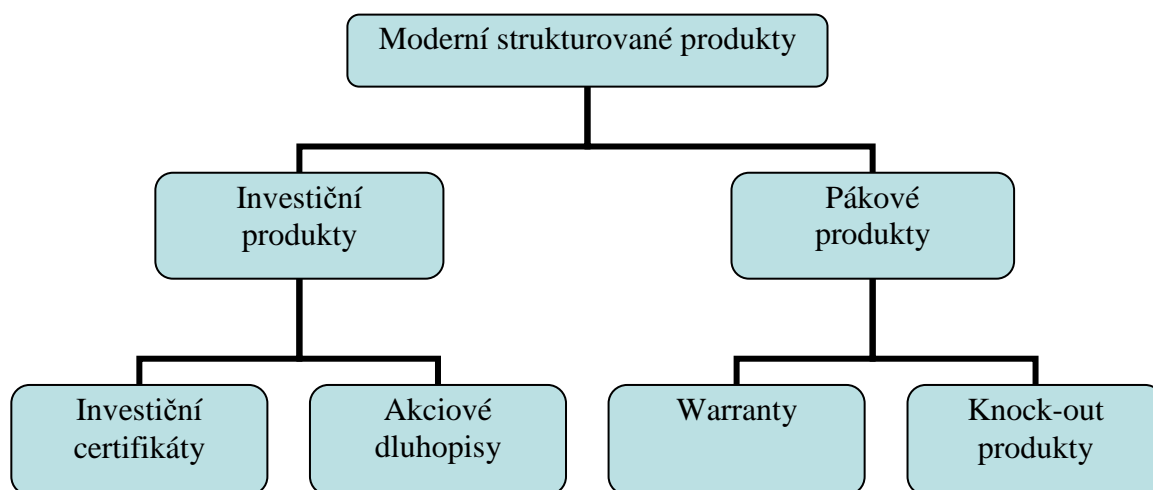 Moderní strukturované produkty
Investiční
produkty
Pákové
produkty
Investiční
certifikáty
Akciové
dluhopisy
Warranty
Knock-out
produkty